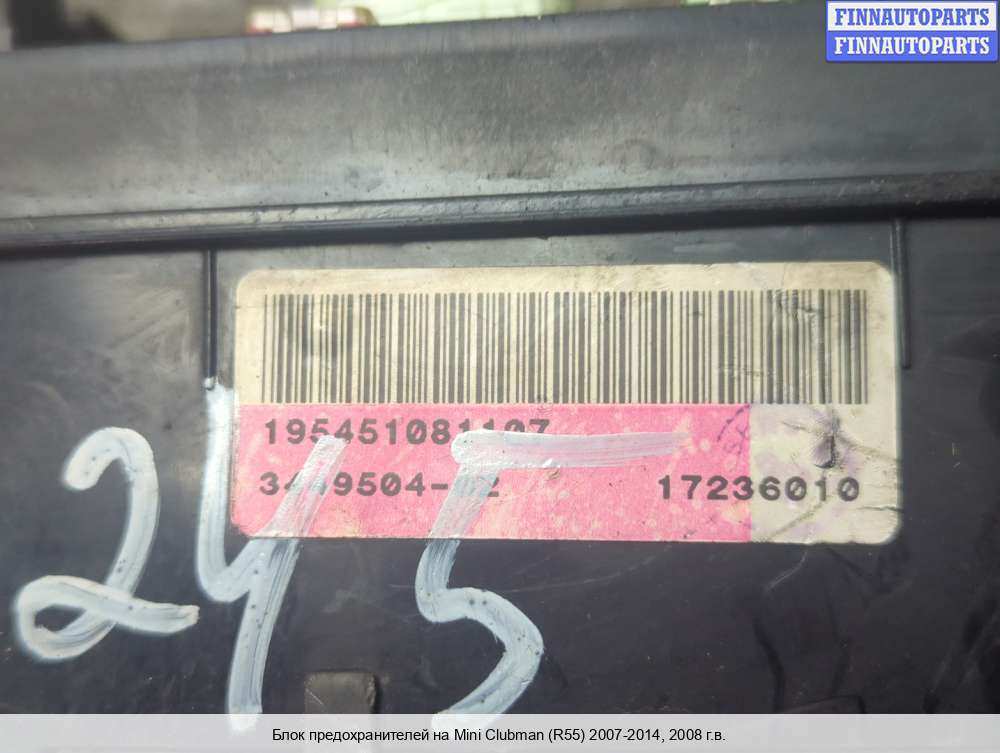 FINNAUTOPARTS
FINNAUTOPARTS
195451081107
17236010
245
Блок предохранителей на Mini Clubman (R55) 2007-2014, 2008 г.в.